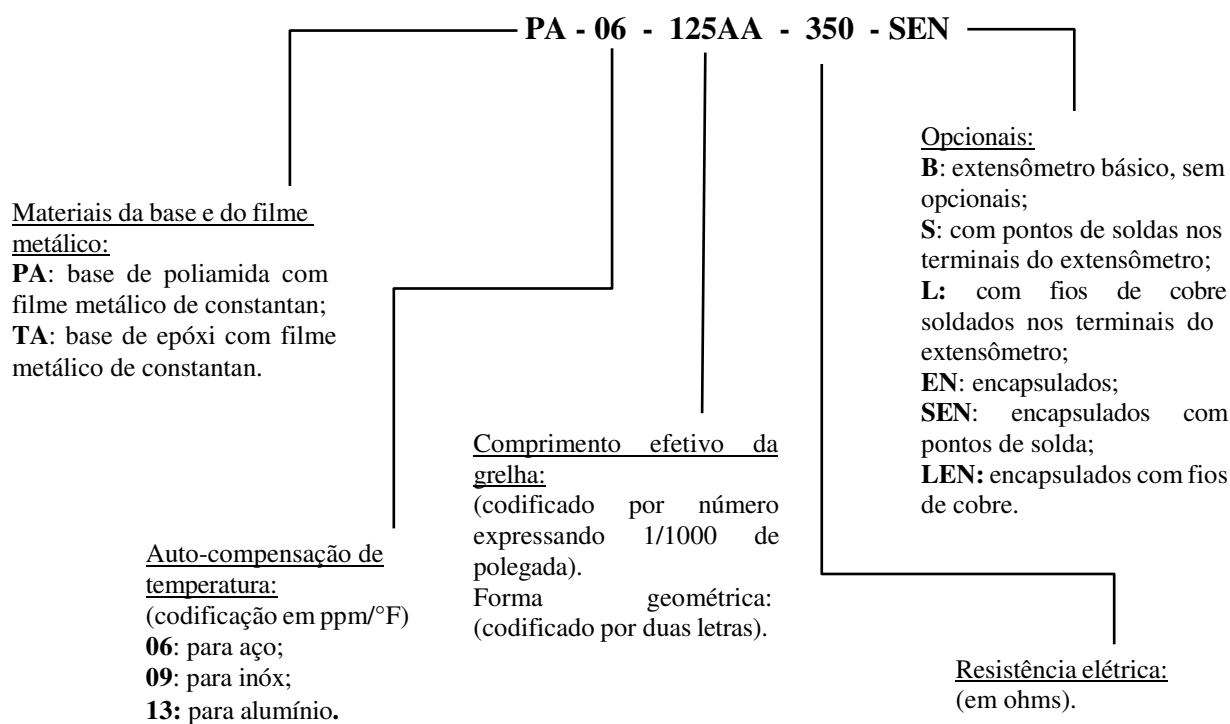 PA - 06 - 125AA - 350 - SEN
Materiais da base e do filme
metálico:
PA: base de poliamida com
filme metálico de constantan;
TA: base de epóxi com filme
metálico de constantan.
Auto-compensação de
temperatura:
(codificação em ppm/°F)
06: para aço;
09: para inóx;
13: para alumínio.
Comprimento efetivo da
grelha:
(codificado por número
expressando 1/1000 de
polegada).
Forma geométrica:
(codificado por duas letras).
Resistência elétrica:
(em ohms).
Opcionais:
B: extensômetro básico, sem
opcionais;
S: com pontos de soldas nos
terminais do extensômetro;
L: com fios de cobre
soldados nos terminais do
extensômetro;
EN: encapsulados;
SEN: encapsulados com
pontos de solda;
LEN: encapsulados com fios
de cobre.